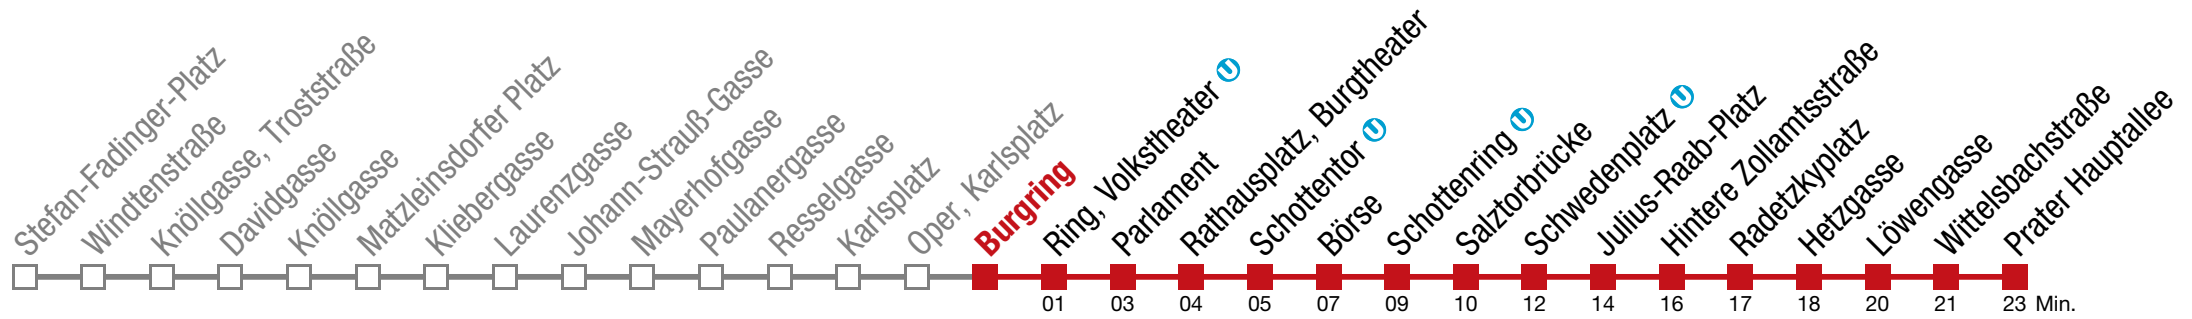 Stefan-Fadinger-Platz
Windtenstraße
Knöllgasse, Troststraße
Davidgasse
Knöllgasse
Matzleinsdorfer Platz
Kliebergasse
Laurenzgasse
Johann-Strauß-Gasse
Mayerhofgasse
Paulanergasse
Resselgasse
Karlsplatz
Oper, Karlsplatz
Burgring
Ring, Volkstheater U
Parlament
Rathausplatz, Burgtheater
Schottentor U
Börse
Schottenring U
Salztorbrücke
Schwedenplatz U
Julius-Raab-Platz
Hintere Zollamtsstraße
Radetzkyplatz
Hetzgasse
Löwengasse
Wittelsbachstraße
Prater Hauptallee
01 03 04 05 07 09 10 12 14 16 17 18 20 21 23 Min.